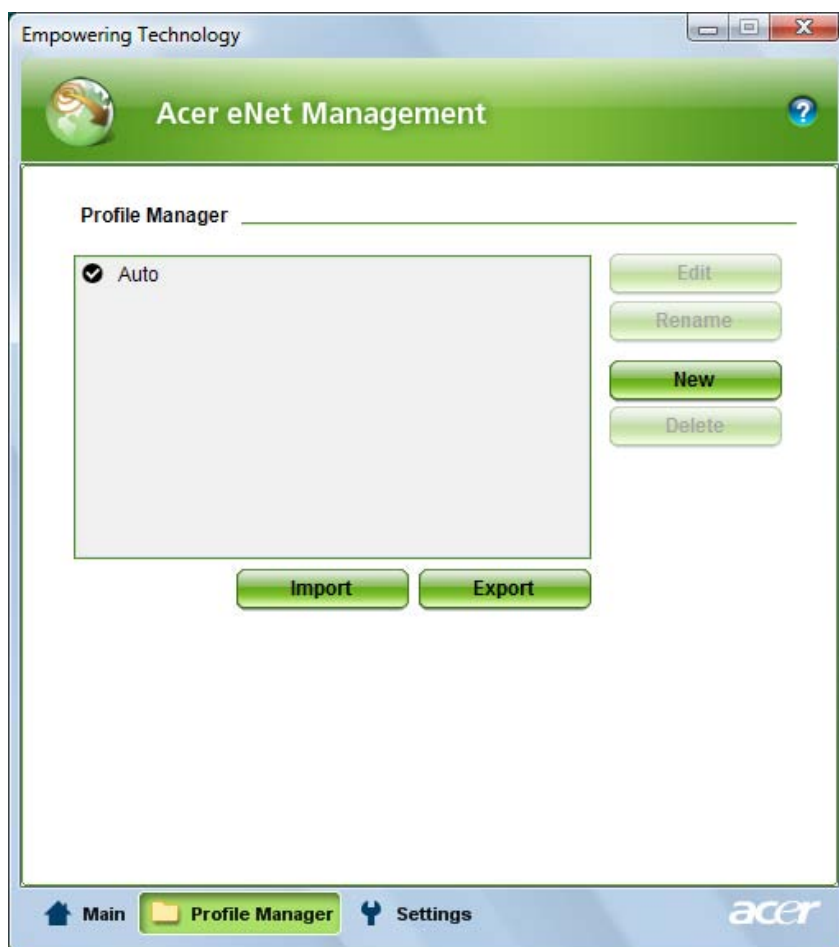 Empowering Technology
Acer eNet Management
?
Profile Manager
Auto
Edit
Rename
New
Delete
Import Export
Main Profile Manager Settings acer